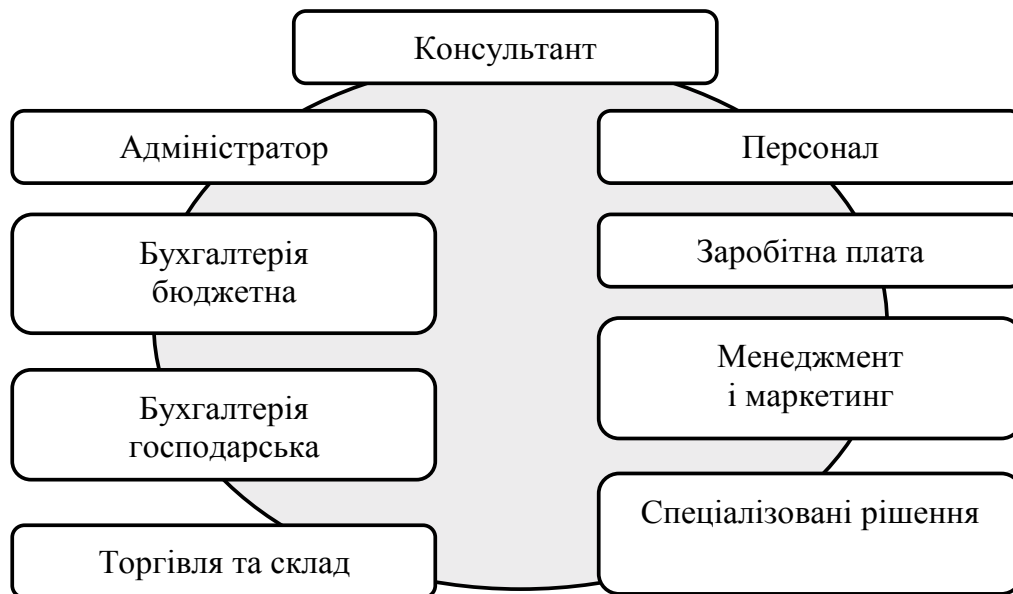 Консультант
Адміністратор
Персонал
Бухгалтерія
бюджетна
Заробітна плата
Менеджмент
і маркетинг
Бухгалтерія
господарська
Спеціалізовані рішення
Торгівля та склад